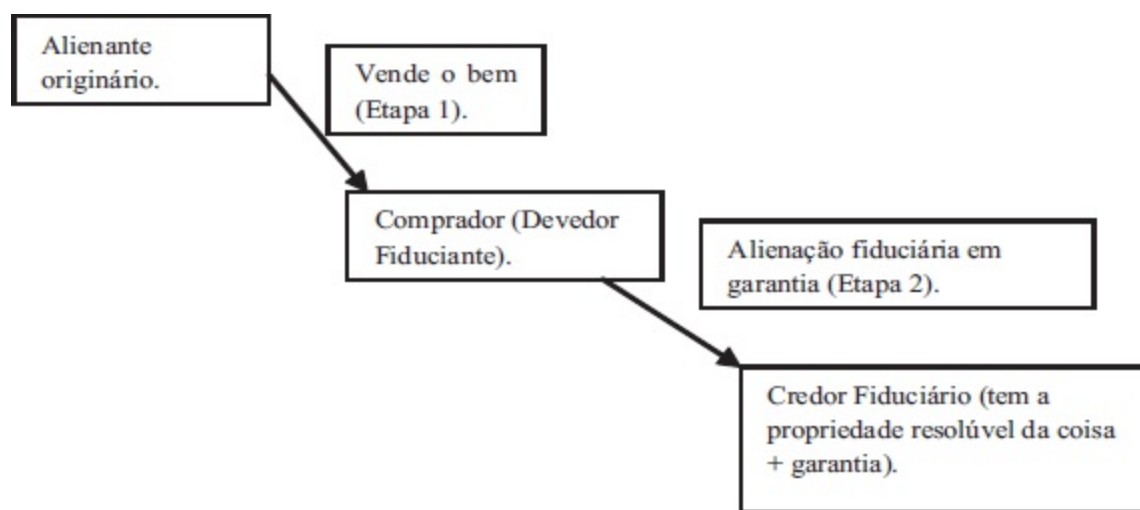 Alienante
originário.
Vende o bem
(Etapa 1).
Comprador (Devedor
Fiduciante).
Alienação fiduciária em
garantia (Etapa 2).
Credor Fiduciário (tem a
propriedade resolúvel da coisa
+ garantia).